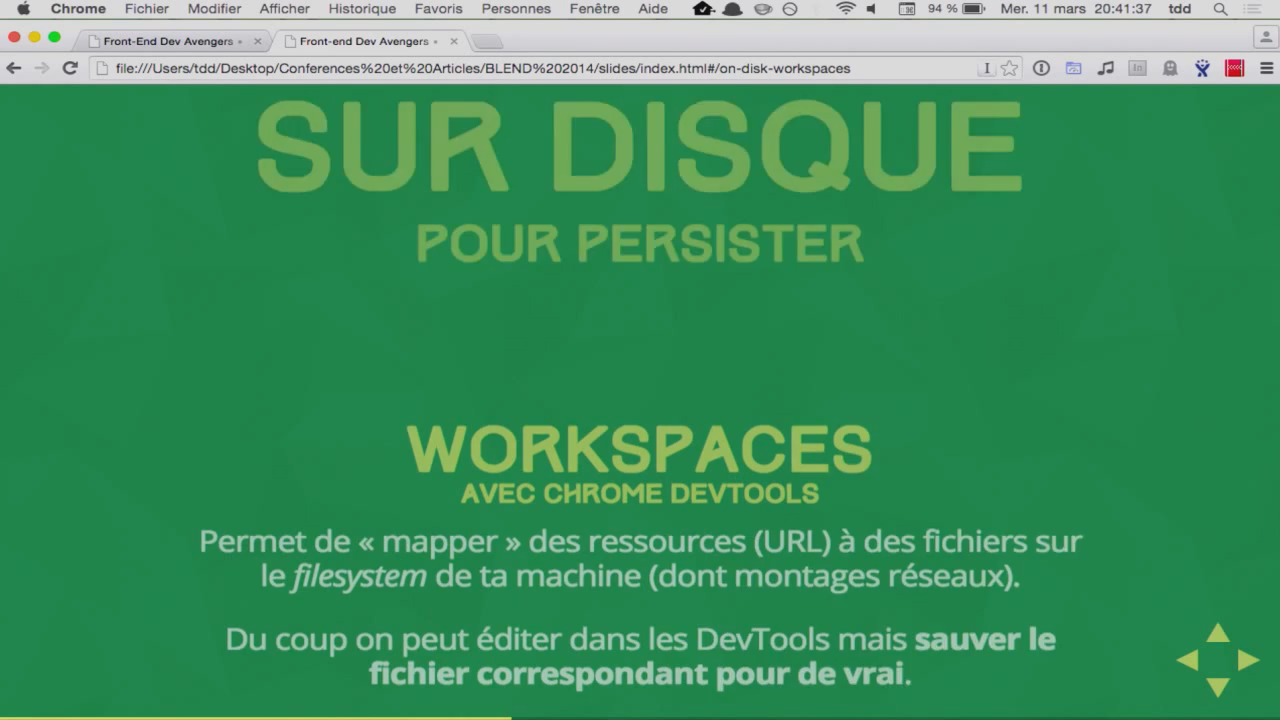 Chrome Fichier Modifier Afficher Historique Favoris Personnes Fenêtre Aide 94 % Mer. 11 mars 20:41:37 tdd
Front-End Dev Avengers Front-end Dev Avengers
file:///Users/tdd/Desktop/Conferences%20et%20Articles/BLEND%202014/slides/index.html#/on-disk-workspaces
SUR DISQUE
POUR PERSISTER
WORKSPACES
AVEC CHROME DEVTOOLS
Permet de « mapper » des ressources (URL) à des fichiers sur
le filesystem de ta machine (dont montages réseaux).
Du coup on peut éditer dans les DevTools mais sauver le
fichier correspondant pour de vrai.